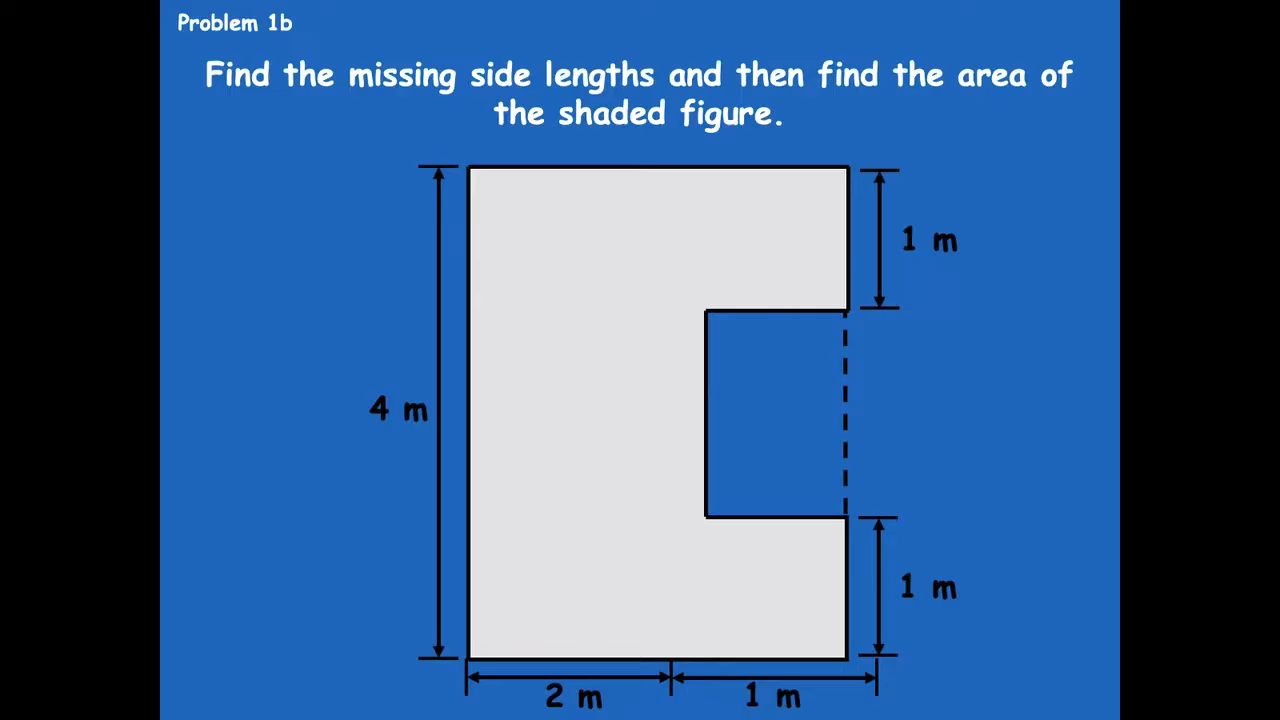 Problem 1b
Find the missing side lengths and then find the area of
the shaded figure.
1 m
4 m
1 m
2 m
1 m